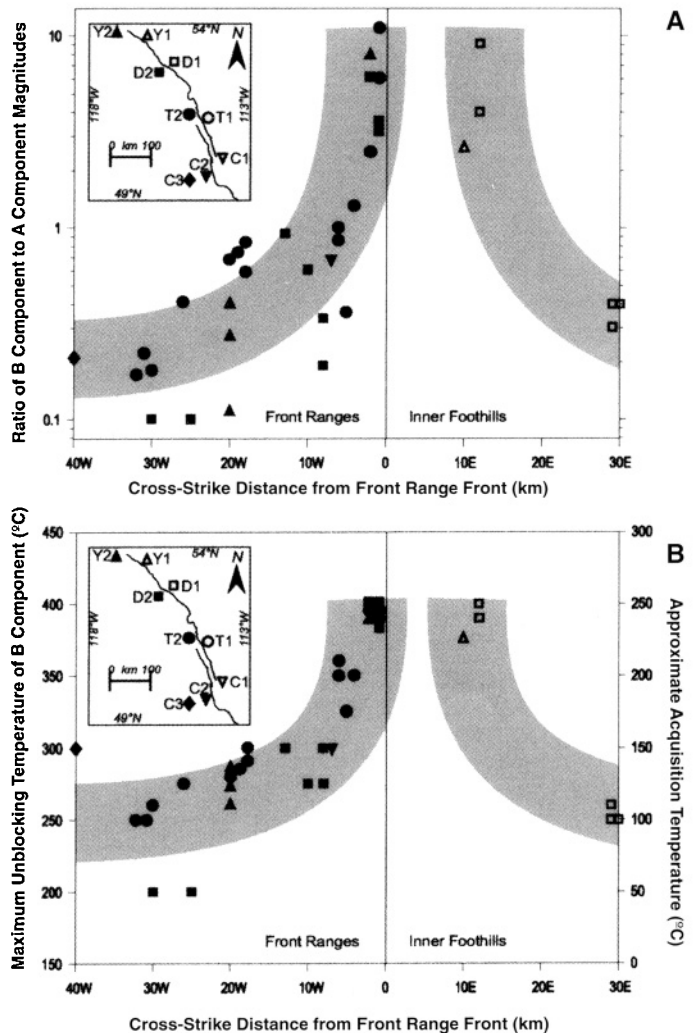 A
Ratio of B Component to A Component Magnitudes
10
1
0.1
Y2 Y1 54°N N
D1
D2
118°W 113°W
T2 T1
0 km 100
C2 C1
C3
49°N
Front Ranges Inner Foothills
40W 30W 20W 10W 0 10E 20E 30E
Cross-Strike Distance from Front Range Front (km)
B
Maximum Unblocking Temperature of B Component (°C)
450
400
350
300
250
200
150
Y2 Y1 54°N N
D1
D2
118°W 113°W
T2 T1
0 km 100
C2 C1
C3
49°N
300
250
200
150
100
50
0
Approximate Acquisition Temperature (°C)
Front Ranges Inner Foothills
40W 30W 20W 10W 0 10E 20E 30E
Cross-Strike Distance from Front Range Front (km)